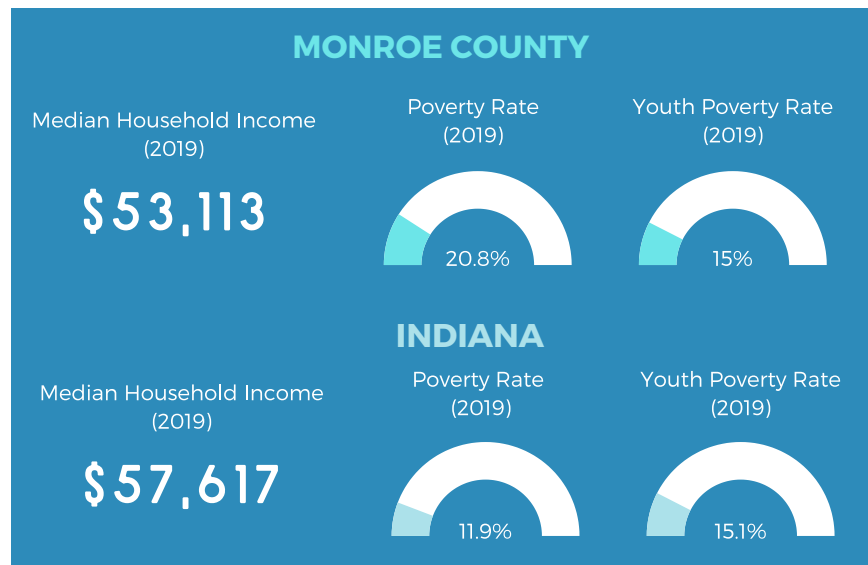 MONROE COUNTY
Median Household Income
(2019)
$53,113
Poverty Rate
(2019)
20.8%
Youth Poverty Rate
(2019)
15%
INDIANA
Median Household Income
(2019)
$57,617
Poverty Rate
(2019)
11.9%
Youth Poverty Rate
(2019)
15.1%